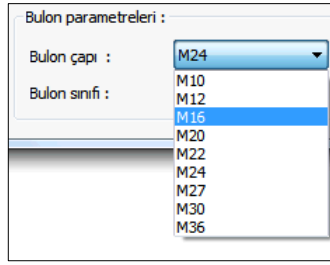 Bulon parametreleri :
Bulon çapı :
M24
Bulon sınıfı :
M10
M12
M16
M20
M22
M24
M27
M30
M36